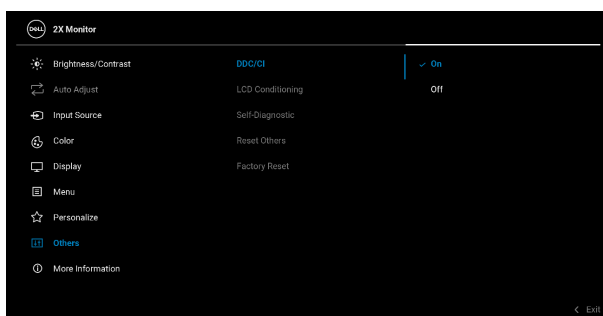 DELL 2X Monitor
Brightness/Contrast DDC/CI ✓ On
Auto Adjust LCD Conditioning Off
Input Source Self-Diagnostic
Color Reset Others
Display Factory Reset
Menu
Personalize
Others
More Information
< Exit